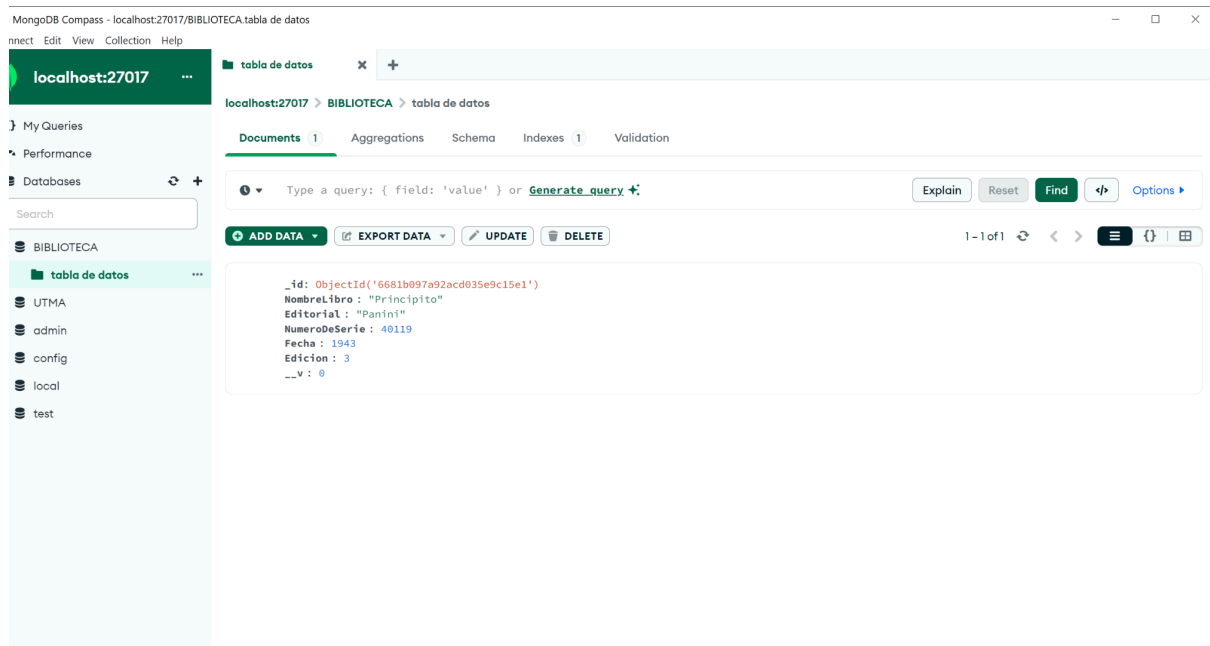 MongoDB Compass - localhost:27017/BIBLIOTECA.tabla de datos
nnect Edit View Collection Help
localhost:27017 ...
tabla de datos
localhost:27017 > BIBLIOTECA > tabla de datos
My Queries
Performance
Databases
Search
BIBLIOTECA
tabla de datos ...
UTMA
admin
config
local
test
Documents 1 Aggregations Schema Indexes 1 Validation
Type a query: { field: 'value' } or Generate query
Explain Reset Find </> Options
ADD DATA EXPORT DATA UPDATE DELETE
1 – 1 of 1 {}
_id: ObjectId('6681b097a92acd035e9c15e1')
NombreLibro : "Principito"
Editorial : "Panini"
NumeroDeSerie : 40119
Fecha : 1943
Edicion : 3
__v : 0